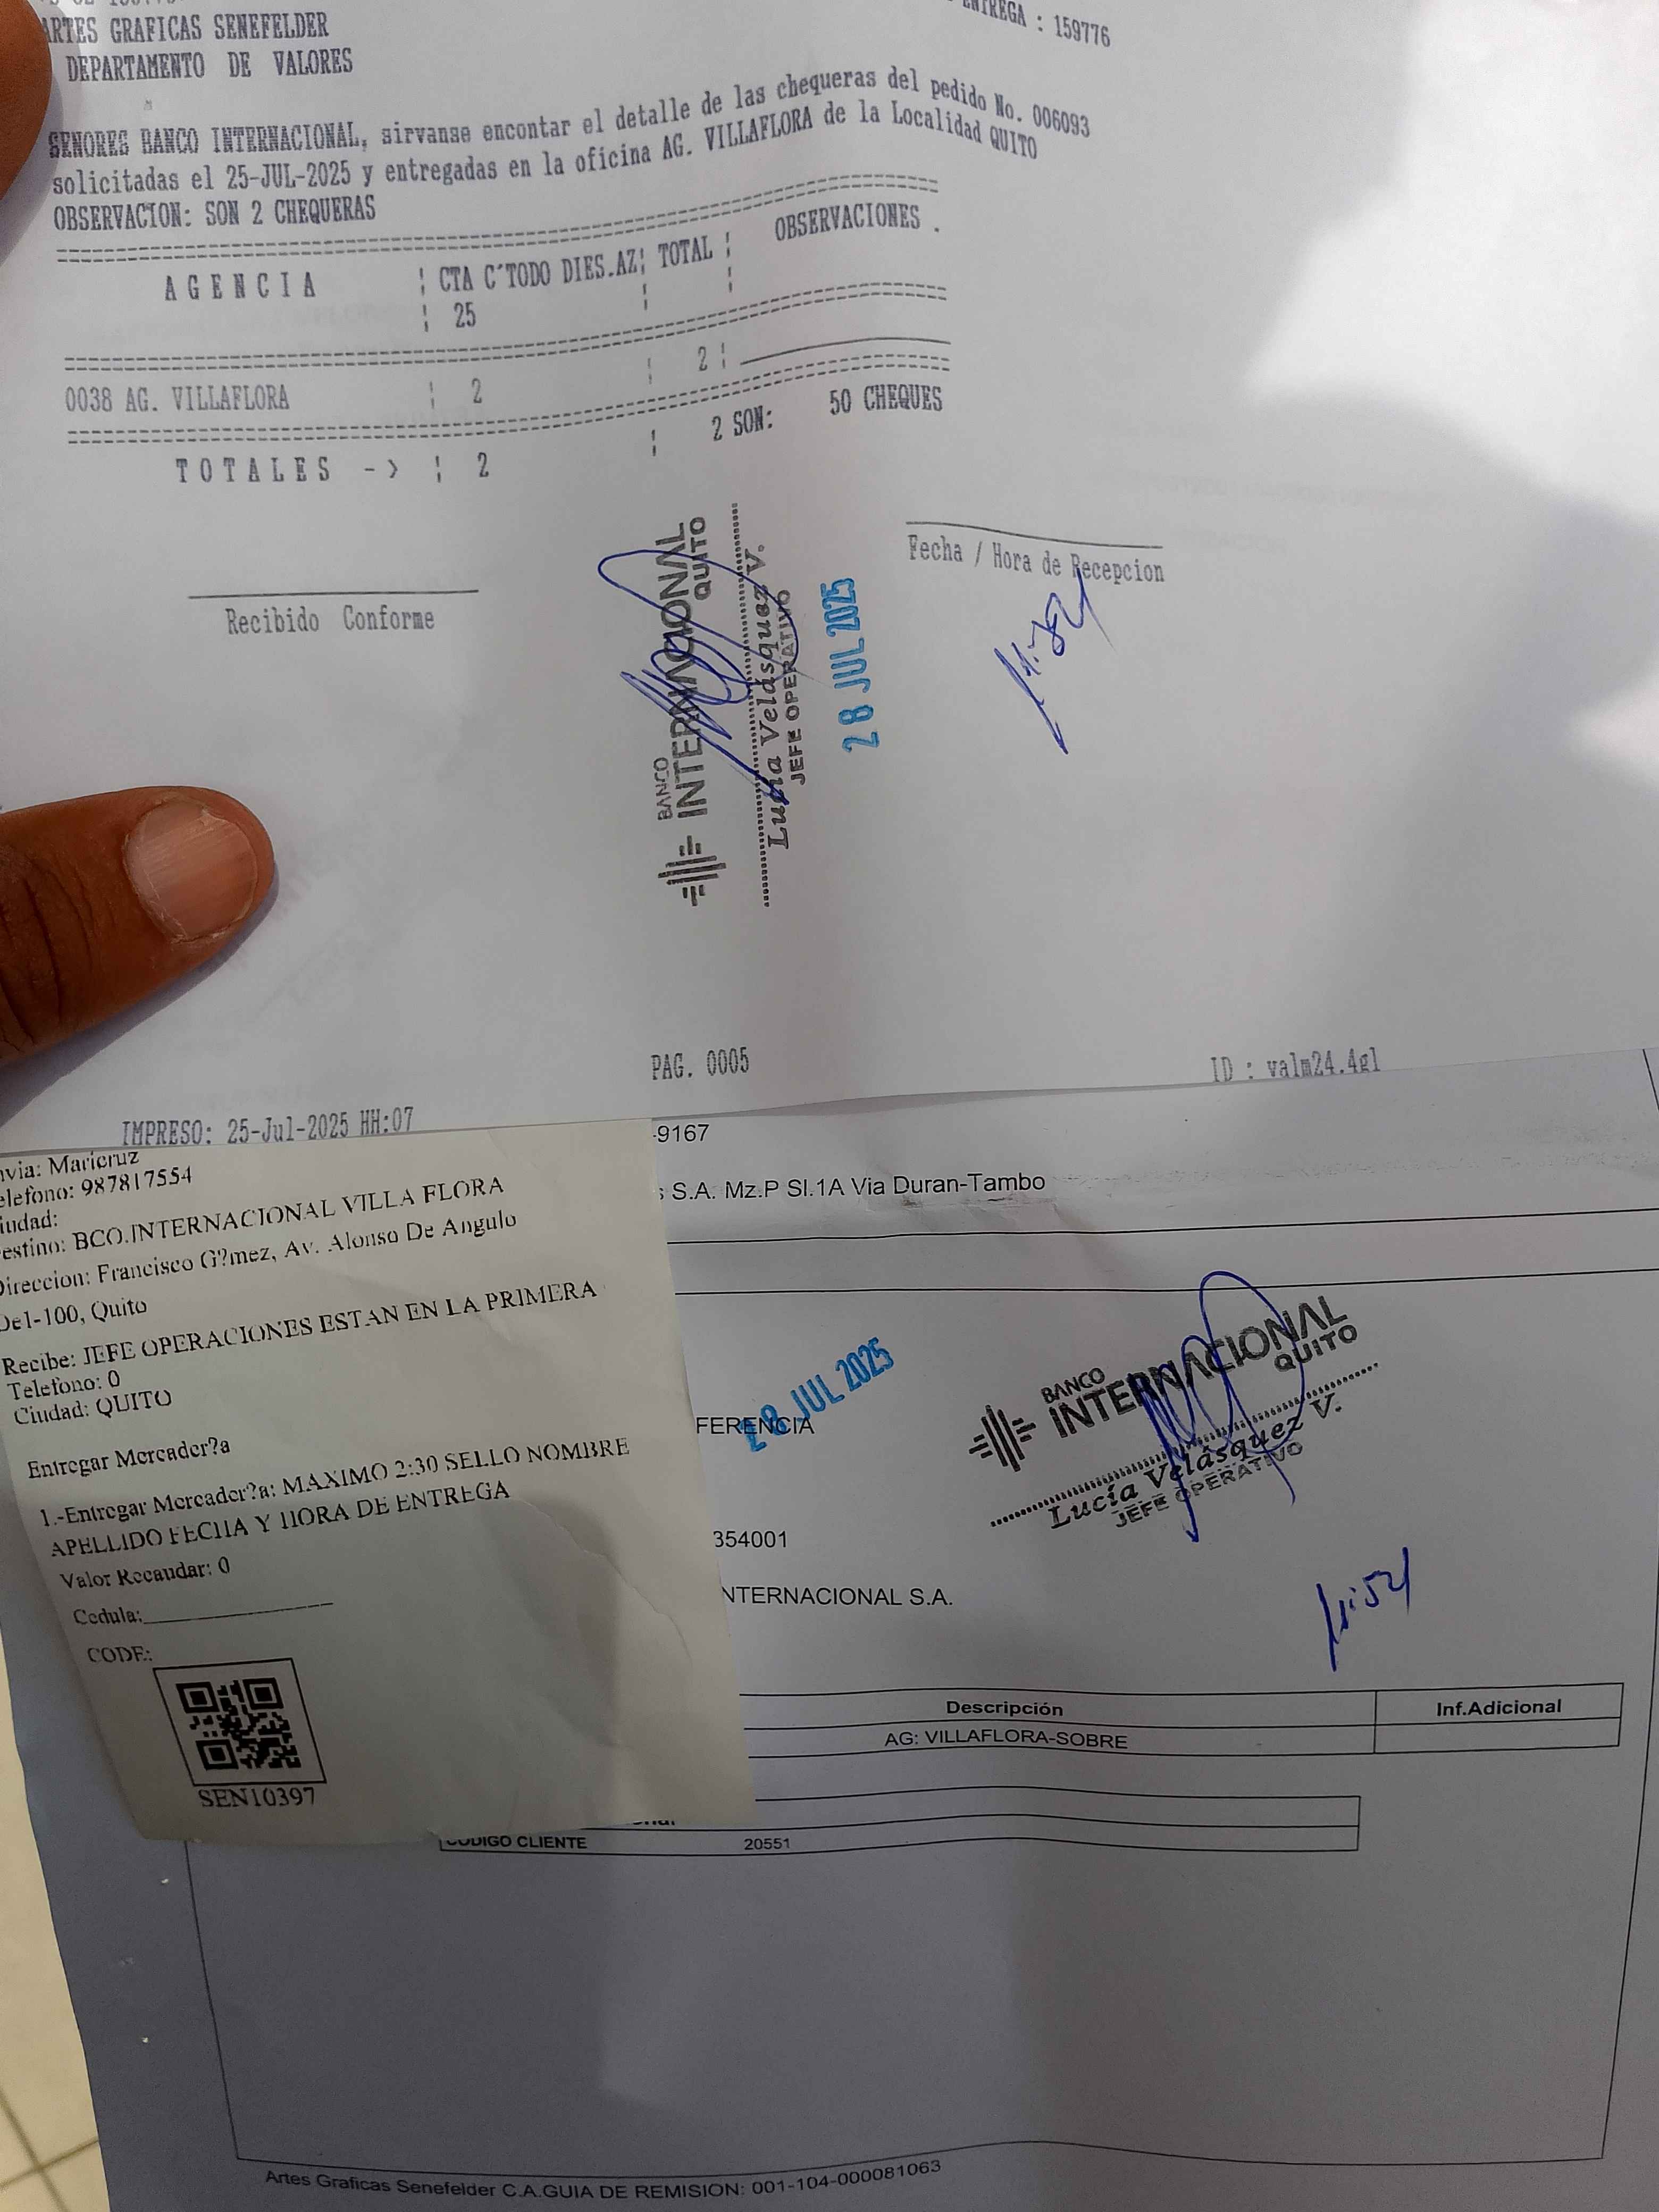 ENTREGA : 159776
ARTES GRAFICAS SENEFELDER
DEPARTAMENTO DE VALORES
SENORES BANCO INTERNACIONAL, sirvanse encontar el detalle de las chequeras del pedido No. 006093
solicitadas el 25-JUL-2025 y entregadas en la oficina AG. VILLAFLORA de la Localidad QUITO
OBSERVACION: SON 2 CHEQUERAS
A G E N C I A ¦ CTA C´TODO DIES.AZ¦ TOTAL ¦ OBSERVACIONES .
¦ 25 ¦ ¦
0038 AG. VILLAFLORA ¦ 2 ¦ 2 ¦
T O T A L E S -> ¦ 2 ¦ 2 SON: 50 CHEQUES
Recibido Conforme
BANCO
INTERNACIONAL
QUITO
Lucía Velásquez V.
JEFE OPERATIVO
28 JUL 2025
Fecha / Hora de Recepcion
PAG. 0005
ID : valm24.4gl
IMPRESO: 25-Jul-2025 HH:07
nvia: Maricruz
elefono: 987817554
iudad:
estino: BCO.INTERNACIONAL VILLA FLORA
Direccion: Francisco G?mez, Av. Alonso De Angulo
De1-100, Quito
Recibe: JEFE OPERACIONES ESTAN EN LA PRIMERA
Telefono: 0
Ciudad: QUITO
Entregar Mercader?a
1.-Entregar Mercader?a: MAXIMO 2:30 SELLO NOMBRE
APELLIDO FECHA Y HORA DE ENTREGA
Valor Recaudar: 0
Cedula:
CODE:
SEN10397
-9167
S.A. Mz.P Sl.1A Via Duran-Tambo
28 JUL 2025
FERENCIA
BANCO
INTERNACIONAL
QUITO
Lucía Velásquez V.
JEFE OPERATIVO
354001
NTERNACIONAL S.A.
Descripción Inf.Adicional
AG: VILLAFLORA-SOBRE
CODIGO CLIENTE 20551
Artes Graficas Senefelder C.A.GUIA DE REMISION: 001-104-000081063